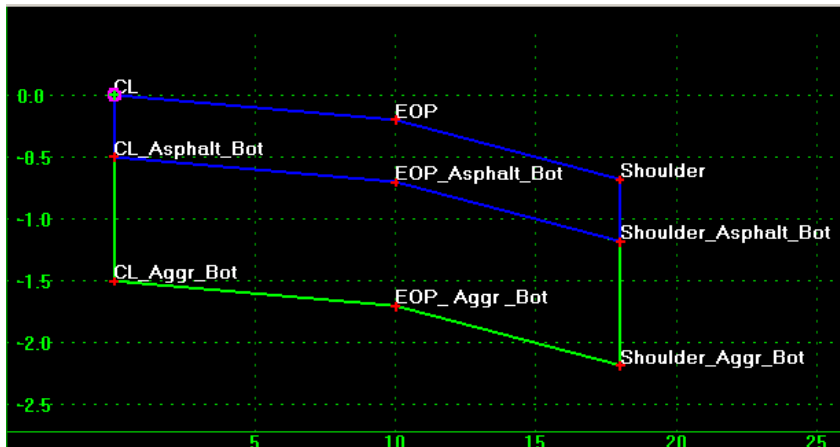 CL
0.0
EOP
CL_Asphalt_Bot
-0.5
EOP_Asphalt_Bot
Shoulder
-1.0
Shoulder_Asphalt_Bot
CL_Aggr_Bot
-1.5
EOP_ Aggr _Bot
-2.0
Shoulder_Aggr_Bot
-2.5
5 10 15 20 25